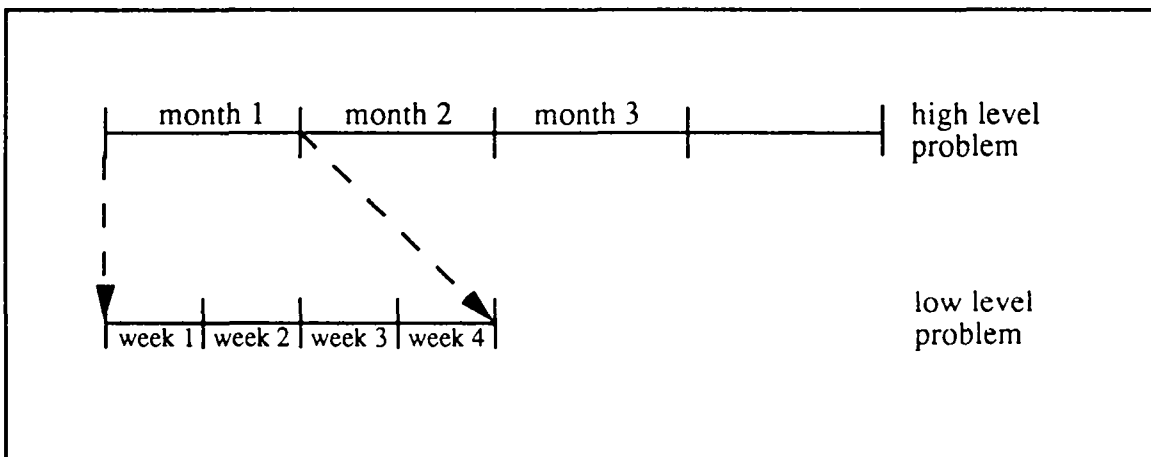 month 1 month 2 month 3 high level
problem
low level
week 1 week 2 week 3 week 4 problem